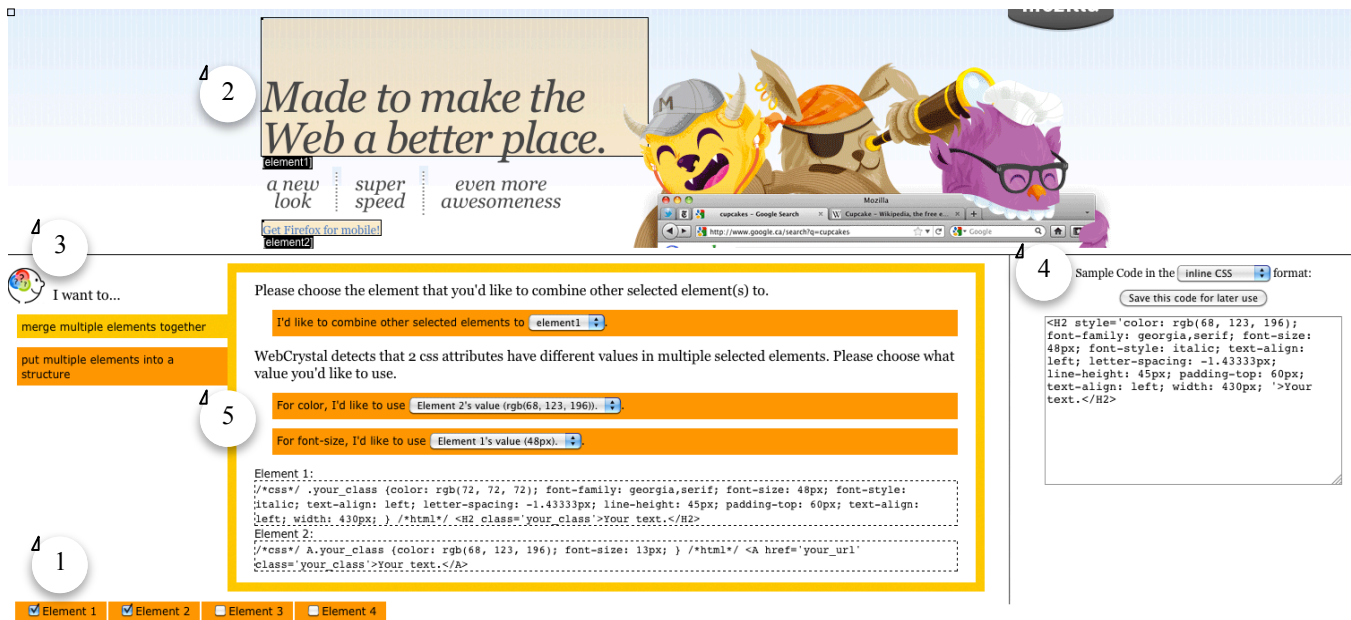 mozilla
2
M
Made to make the
Web a better place.
element1]
a new look
super speed
even more awesomeness
Get Firefox for mobile!
element2]
Mozilla
cupcakes – Google Search
Cupcake – Wikipedia, the free e...
http://www.google.ca/search?q=cupcakes
Google
3
I want to...
merge multiple elements together
put multiple elements into a
structure
Please choose the element that you'd like to combine other selected element(s) to.
I'd like to combine other selected elements to element1 .
WebCrystal detects that 2 css attributes have different values in multiple selected elements. Please choose what
value you'd like to use.
5
For color, I'd like to use Element 2's value (rgb(68, 123, 196)). .
For font-size, I'd like to use Element 1's value (48px). .
Element 1:
/*css*/ .your_class {color: rgb(72, 72, 72); font-family: georgia,serif; font-size: 48px; font-style:
italic; text-align: left; letter-spacing: -1.43333px; line-height: 45px; padding-top: 60px; text-align:
left; width: 430px; } /*html*/ <H2 class='your_class'>Your text.</H2>
Element 2:
/*css*/ A.your_class {color: rgb(68, 123, 196); font-size: 13px; } /*html*/ <A href='your_url'
class='your_class'>Your text.</A>
4
Sample Code in the inline CSS format:
Save this code for later use
<H2 style='color: rgb(68, 123, 196);
font-family: georgia,serif; font-size:
48px; font-style: italic; text-align:
left; letter-spacing: -1.43333px;
line-height: 45px; padding-top: 60px;
text-align: left; width: 430px; '>Your
text.</H2>
1
Element 1
Element 2
Element 3
Element 4